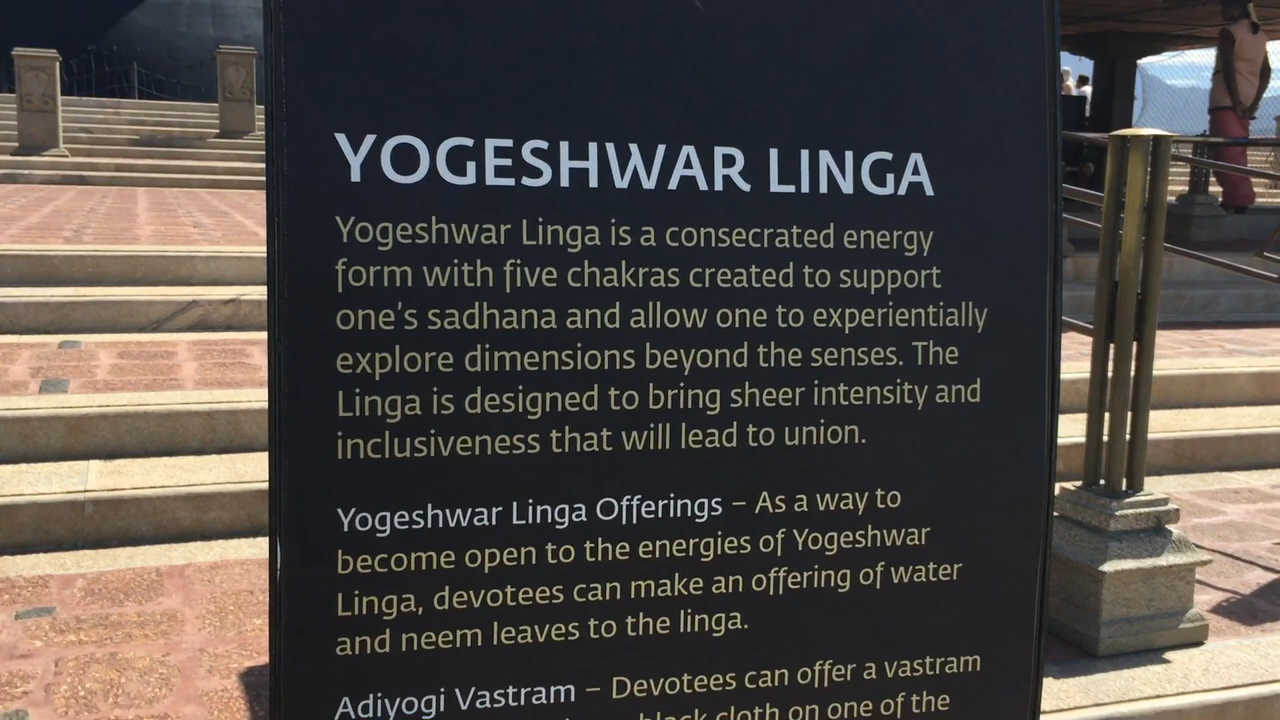 YOGESHWAR LINGA
Yogeshwar Linga is a consecrated energy
form with five chakras created to support
one's sadhana and allow one to experientially
explore dimensions beyond the senses. The
Linga is designed to bring sheer intensity and
inclusiveness that will lead to union.
Yogeshwar Linga Offerings – As a way to
become open to the energies of Yogeshwar
Linga, devotees can make an offering of water
and neem leaves to the linga.
Adiyogi Vastram – Devotees can offer a vastram
black cloth on one of the